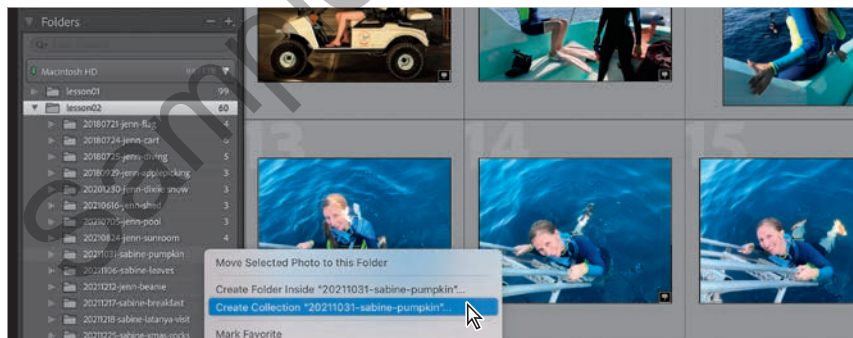 Folders
Macintosh HD
lesson01 99
lesson02 60
20180721-jenn-flag 4
20180724-jenn-cart 6
20180725-jenn-diving 5
20180929-jenn-applepicking 3
20201230-jenn-dixie snow 3
20210616-jenn-shed 3
20210705-jenn-pool 3
20210824-jenn-sunroom 4
20211031-sabine-pumpkin
20211106-sabine-leaves
20211212-jenn-beanie
20211217-sabine-breakfast
20211218-sabine-latanya-visit
20211225-sabine-xmas-rocks
13 14 15
Move Selected Photo to this Folder
Create Folder Inside "20211031-sabine-pumpkin"...
Create Collection "20211031-sabine-pumpkin"...
Mark Favorite